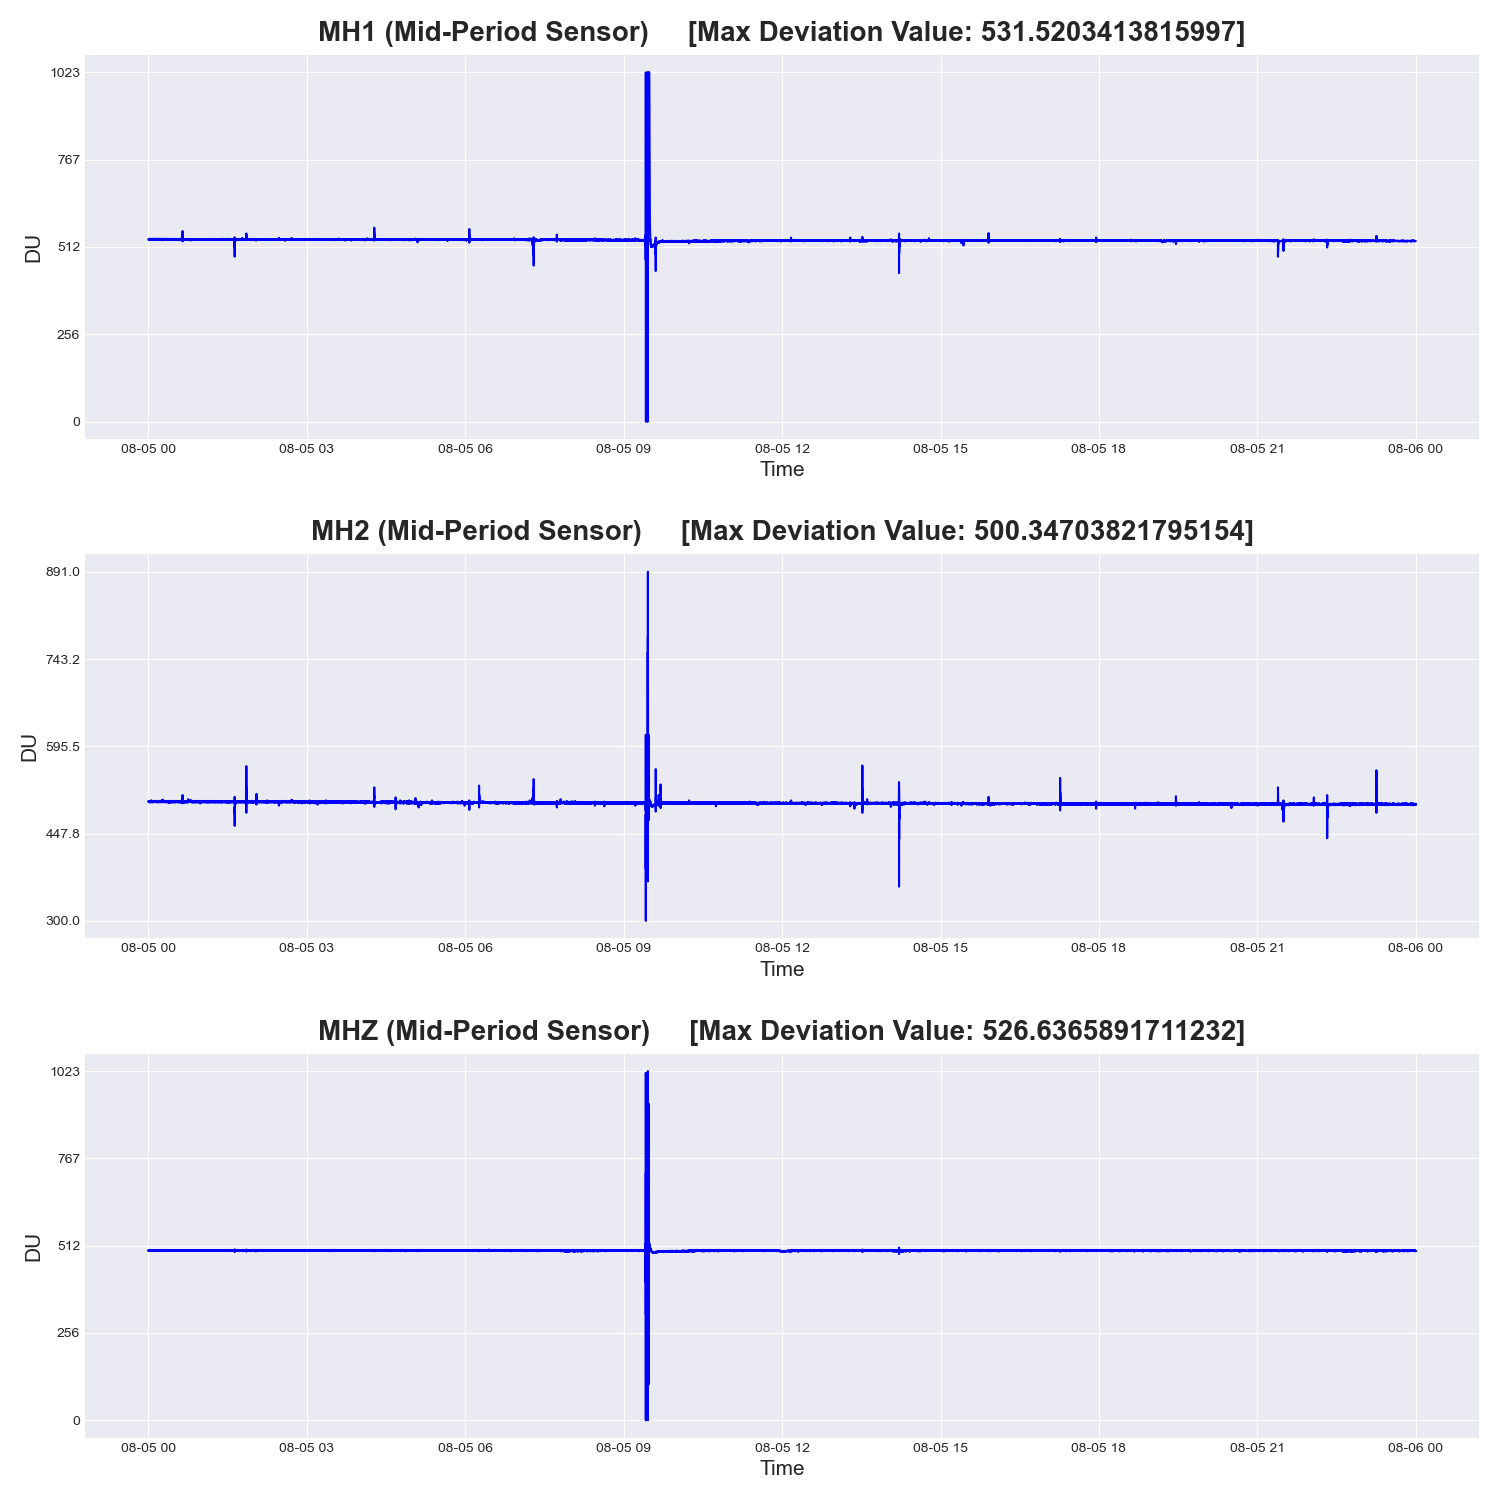 MH1 (Mid-Period Sensor) [Max Deviation Value: 531.5203413815997]
1023
767
512
256
0
DU
08-05 00 08-05 03 08-05 06 08-05 09 08-05 12 08-05 15 08-05 18 08-05 21 08-06 00
Time
MH2 (Mid-Period Sensor) [Max Deviation Value: 500.34703821795154]
891.0
743.2
595.5
447.8
300.0
DU
08-05 00 08-05 03 08-05 06 08-05 09 08-05 12 08-05 15 08-05 18 08-05 21 08-06 00
Time
MHZ (Mid-Period Sensor) [Max Deviation Value: 526.6365891711232]
1023
767
512
256
0
DU
08-05 00 08-05 03 08-05 06 08-05 09 08-05 12 08-05 15 08-05 18 08-05 21 08-06 00
Time